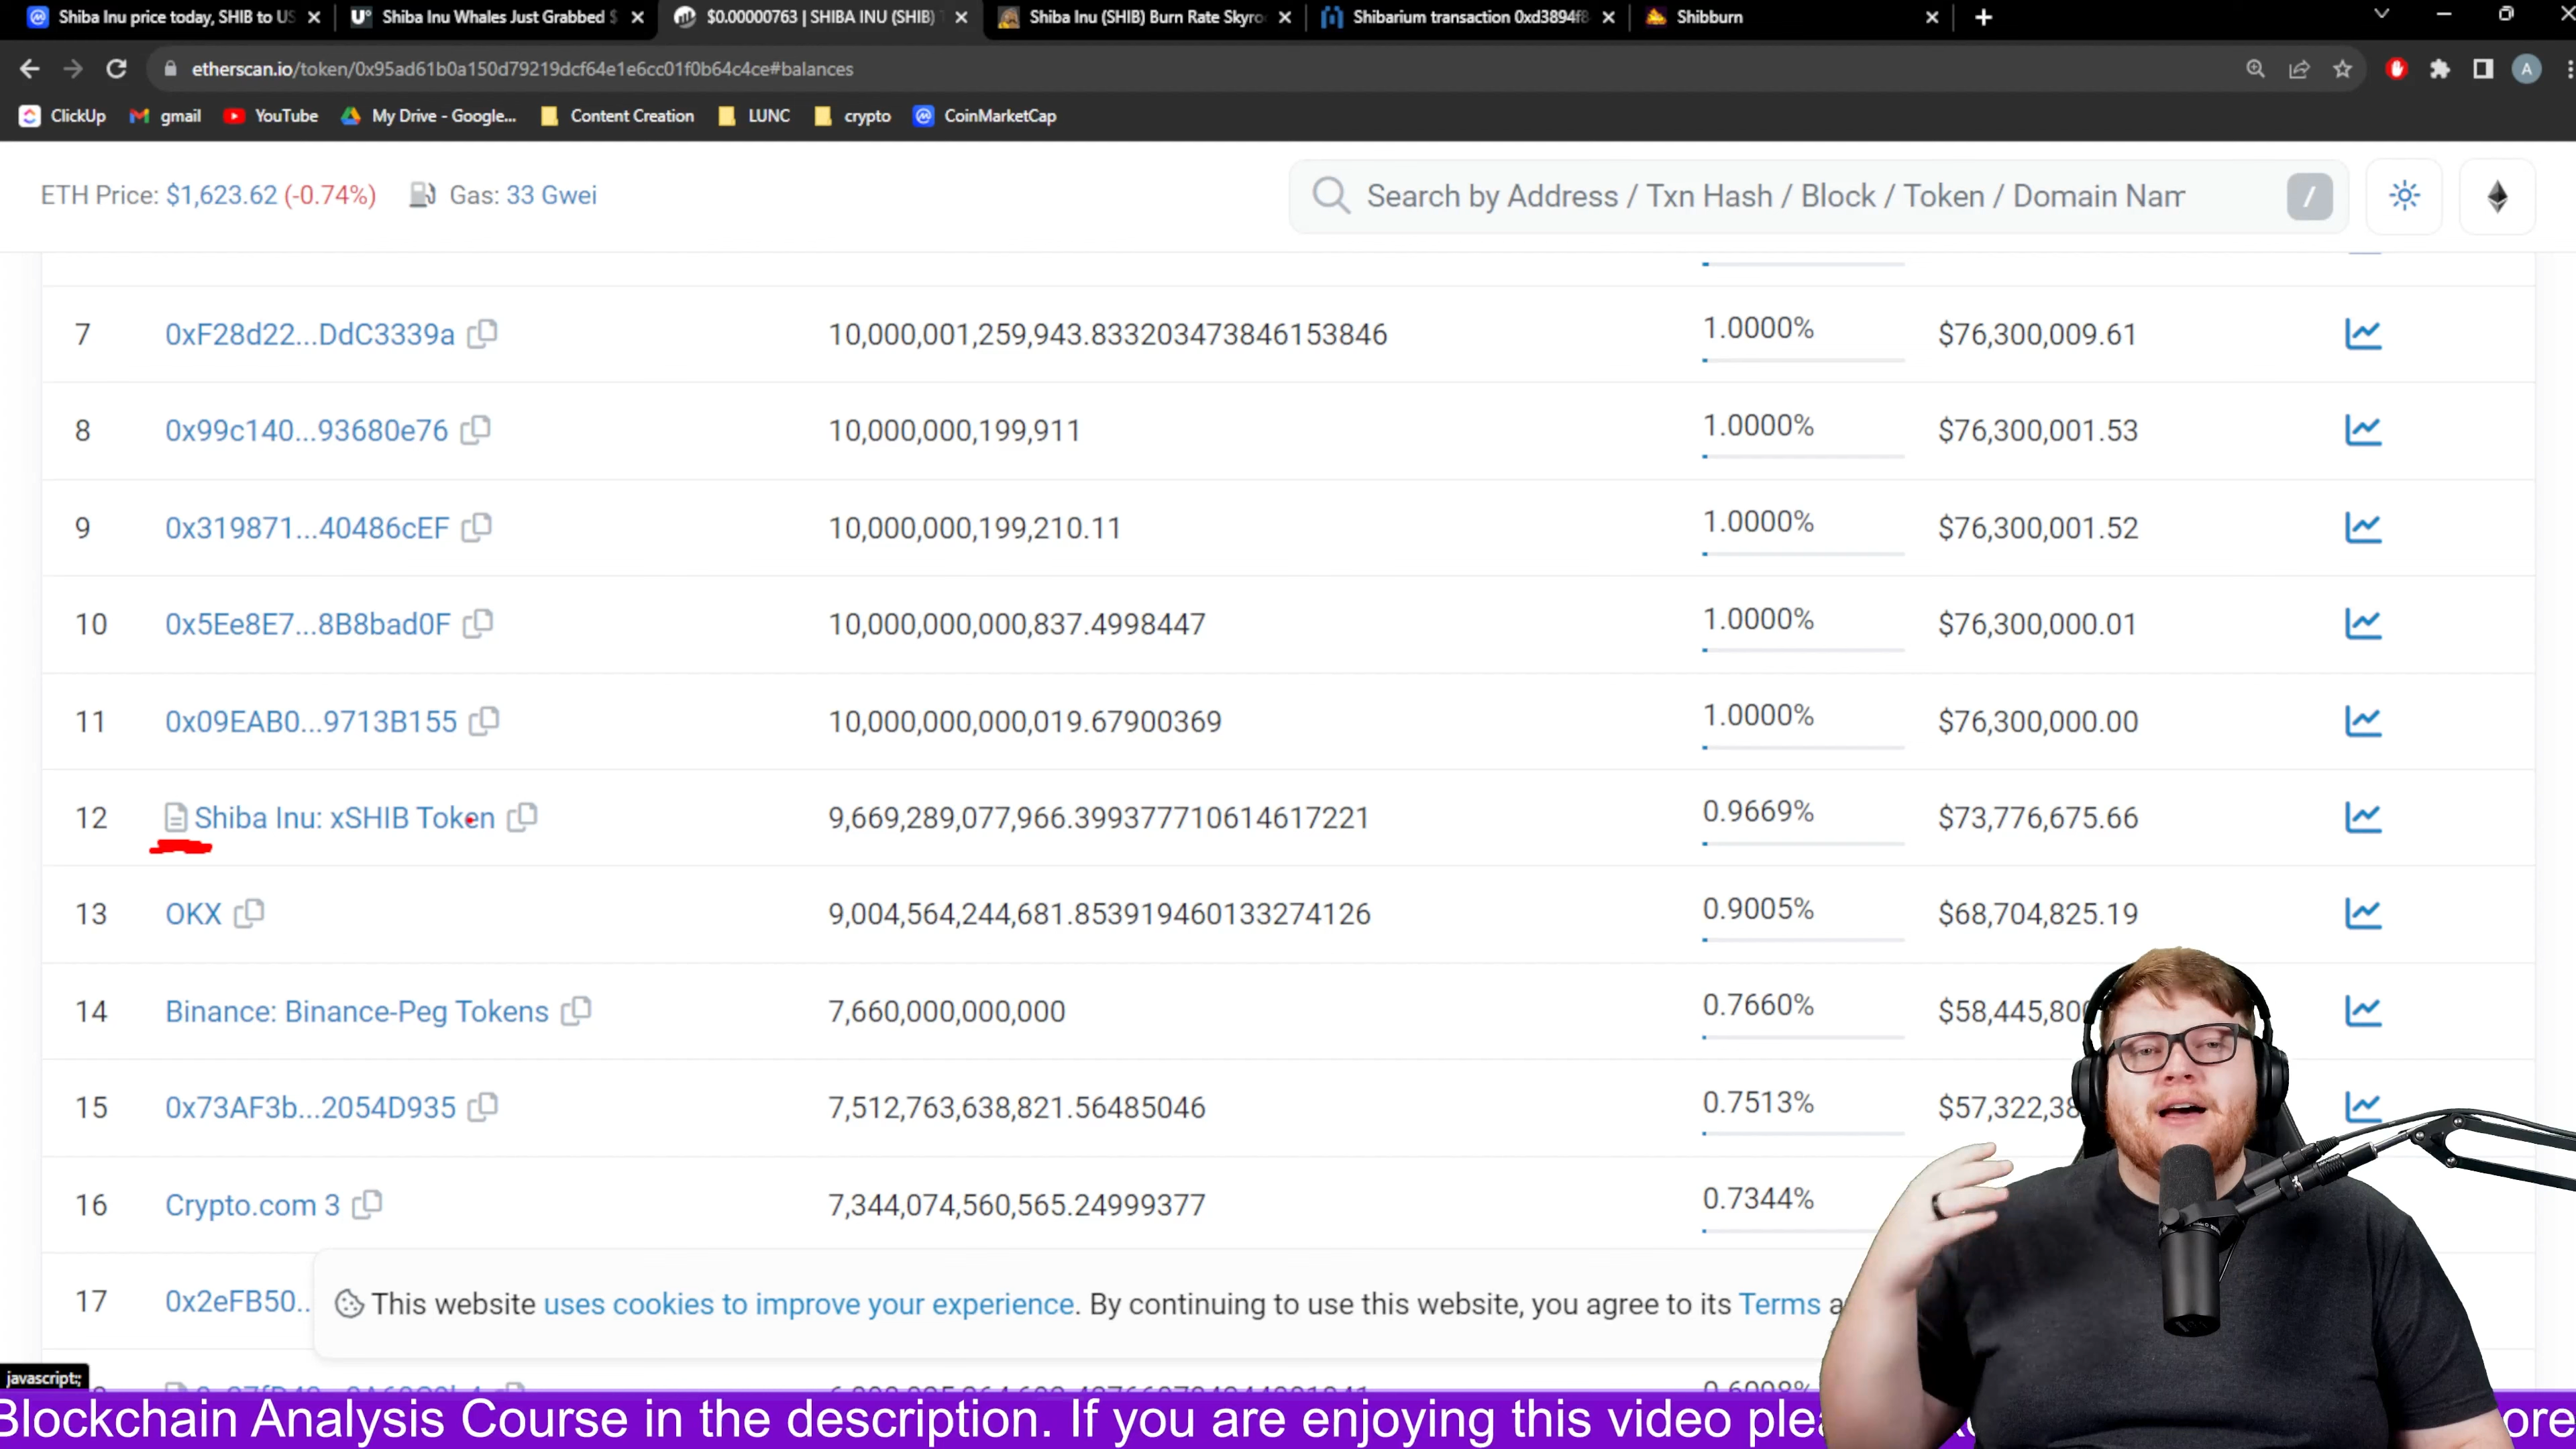 Shiba Inu price today, SHIB to US
Shiba Inu Whales Just Grabbed $
$0.00000763 | SHIBA INU (SHIB) T
Shiba Inu (SHIB) Burn Rate Skyro
Shibarium transaction 0xd3894f8
Shibburn
etherscan.io/token/0x95ad61b0a150d79219dcf64e1e6cc01f0b64c4ce#balances
A
ClickUp gmail YouTube My Drive - Google... Content Creation LUNC crypto CoinMarketCap
ETH Price: $1,623.62 (-0.74%) Gas: 33 Gwei
Search by Address / Txn Hash / Block / Token / Domain Nam /
7 0xF28d22...DdC3339a 10,000,001,259,943.833203473846153846 1.0000% $76,300,009.61
8 0x99c140...93680e76 10,000,000,199,911 1.0000% $76,300,001.53
9 0x319871...40486cEF 10,000,000,199,210.11 1.0000% $76,300,001.52
10 0x5Ee8E7...8B8bad0F 10,000,000,000,837.4998447 1.0000% $76,300,000.01
11 0x09EAB0...9713B155 10,000,000,000,019.67900369 1.0000% $76,300,000.00
12 Shiba Inu: xSHIB Token 9,669,289,077,966.399377710614617221 0.9669% $73,776,675.66
13 OKX 9,004,564,244,681.853919460133274126 0.9005% $68,704,825.19
14 Binance: Binance-Peg Tokens 7,660,000,000,000 0.7660% $58,445,80
15 0x73AF3b...2054D935 7,512,763,638,821.56485046 0.7513% $57,322,38
16 Crypto.com 3 7,344,074,560,565.24999377 0.7344%
17 0x2eFB50..
This website uses cookies to improve your experience. By continuing to use this website, you agree to its Terms a
javascript:;
Blockchain Analysis Course in the description. If you are enjoying this video plea ore